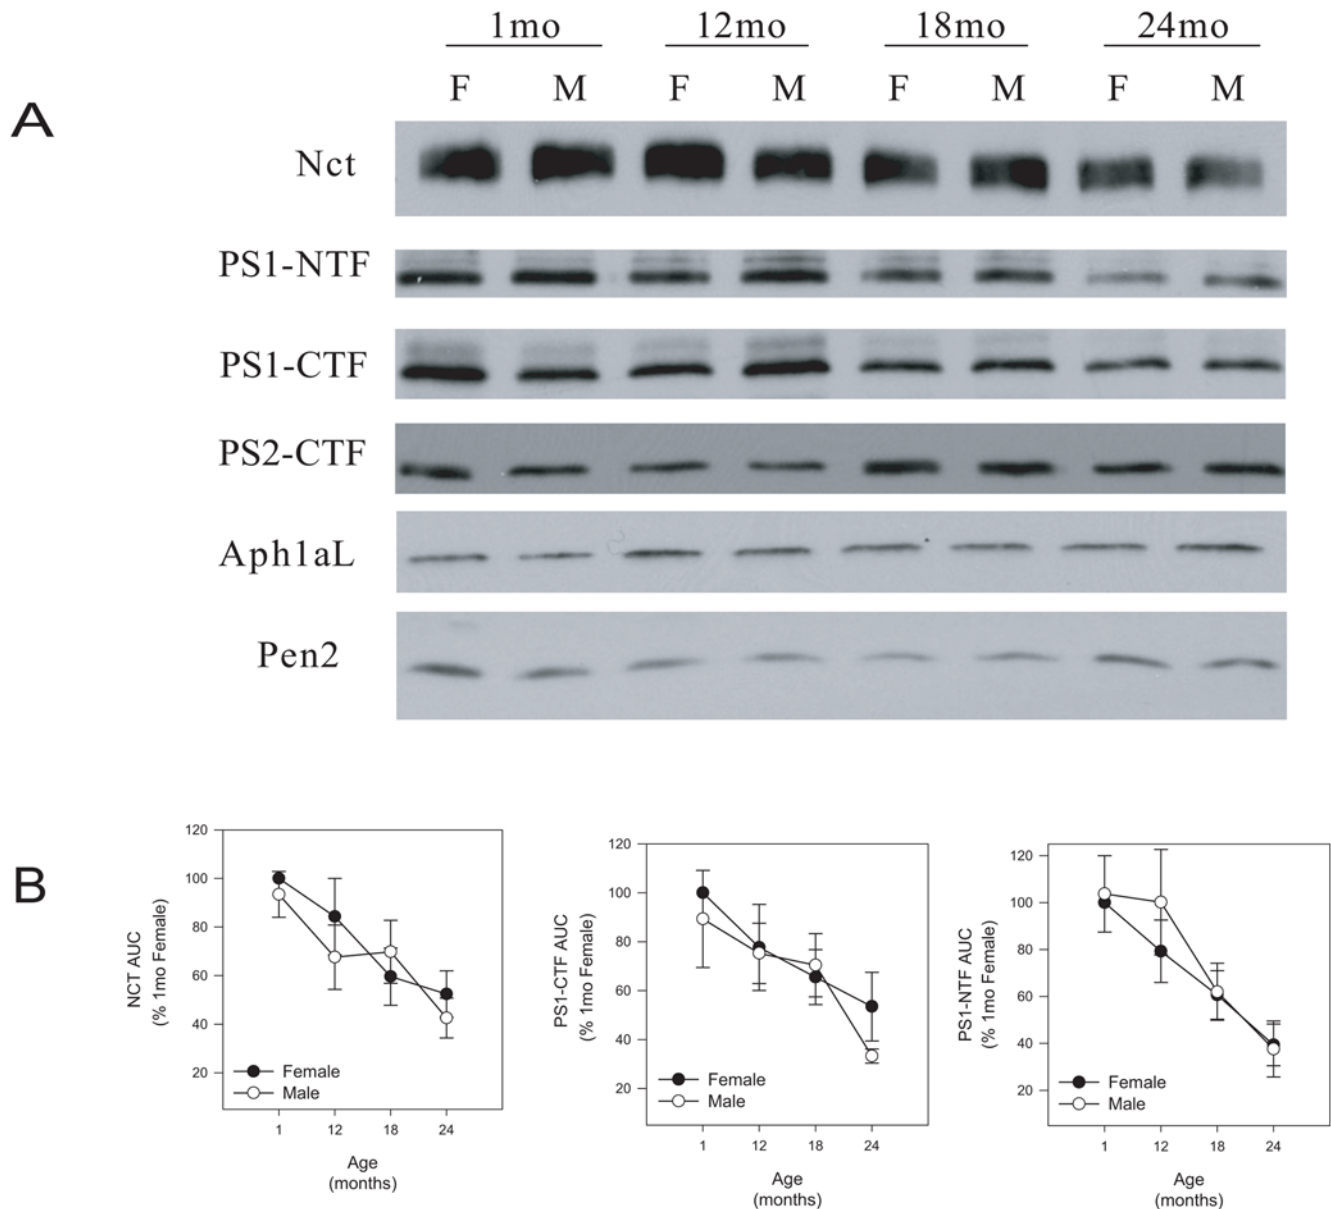 1mo 12mo 18mo 24mo
F M F M F M F M
A
Nct
PS1-NTF
PS1-CTF
PS2-CTF
Aph1aL
Pen2
B
NCT AUC
(% 1mo Female)
120
100
80
60
40
20
Female
Male
1 12 18 24
Age
(months)
PS1-CTF AUC
(% 1mo Female)
120
100
80
60
40
20
Female
Male
1 12 18 24
Age
(months)
PS1-NTF AUC
(% 1mo Female)
120
100
80
60
40
20
Female
Male
1 12 18 24
Age
(months)